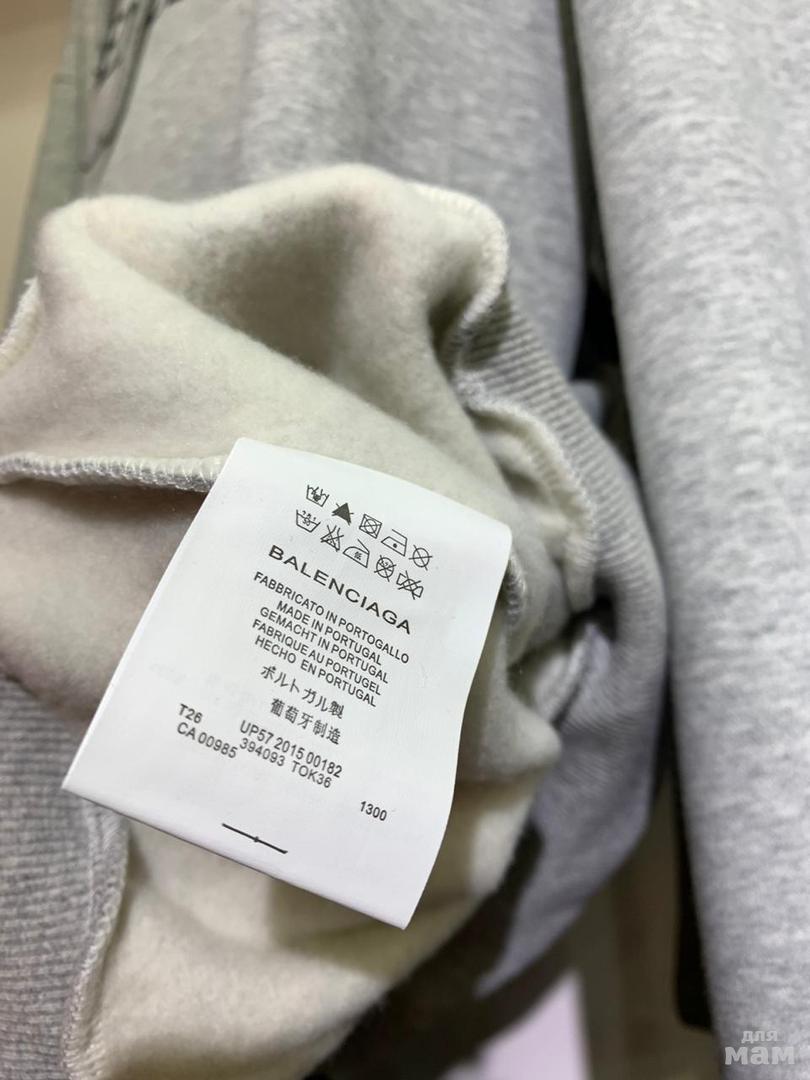 BALENCIAGA
FABBRICATO IN PORTOGALLO
MADE IN PORTUGAL
GEMACHT IN PORTUGAL
FABRIQUE AU PORTUGEL
HECHO EN PORTUGAL
ポルトガル製
葡萄牙制造
T26 UP57 2015 00182
CA 00985 394093 TOK36
1300
для
мам